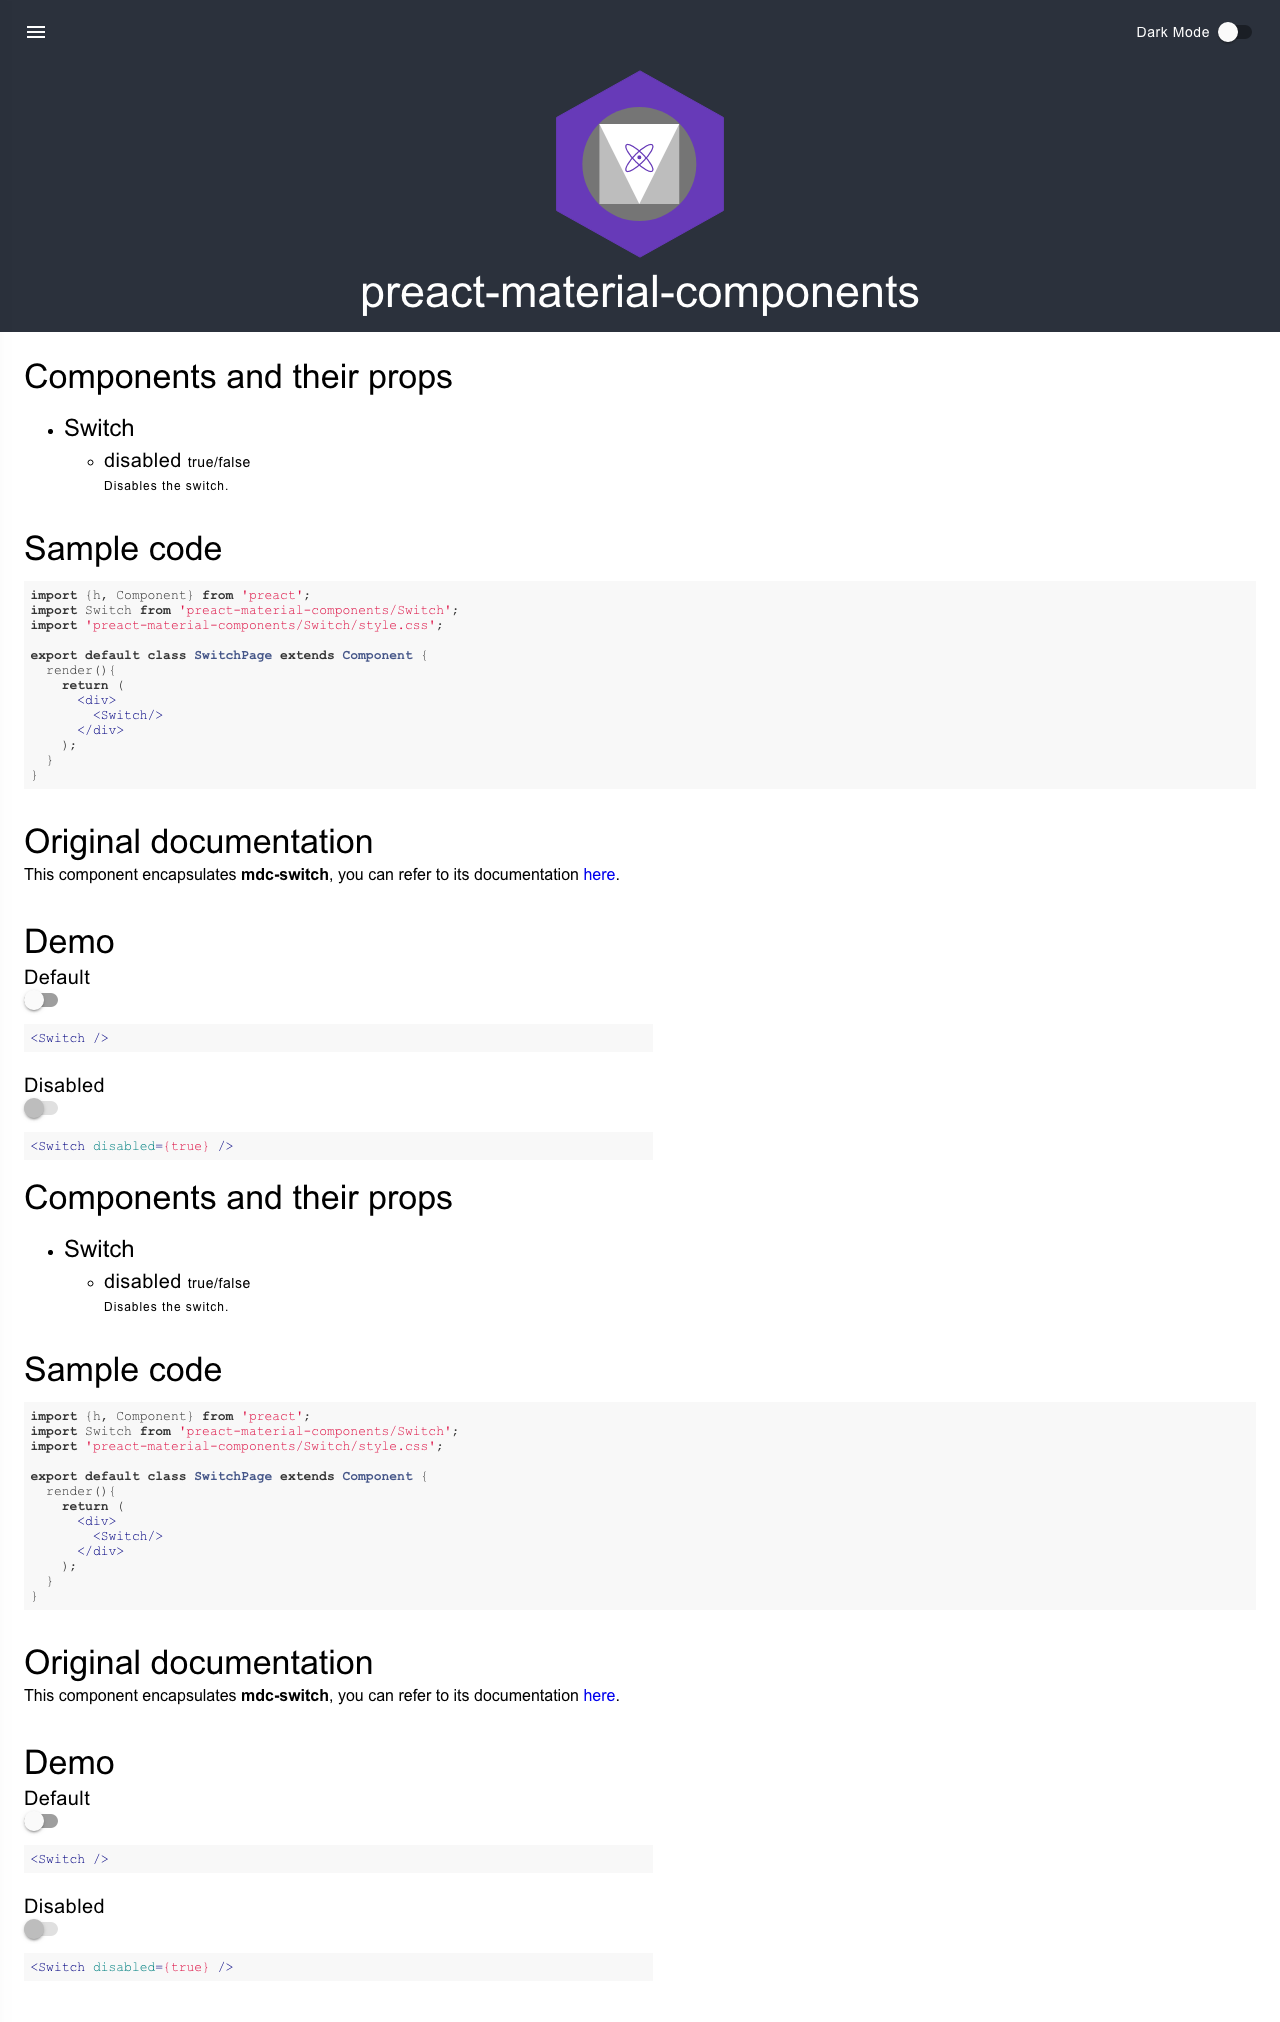 Dark Mode
preact-material-components
Components and their props
Switch
disabled true/false
Disables the switch.
Sample code
import {h, Component} from 'preact';
import Switch from 'preact-material-components/Switch';
import 'preact-material-components/Switch/style.css';
export default class SwitchPage extends Component {
  render(){
    return (
      <div>
        <Switch/>
      </div>
    );
  }
}
Original documentation
This component encapsulates mdc-switch, you can refer to its documentation here.
Demo
Default
<Switch />
Disabled
<Switch disabled={true} />
Components and their props
Switch
disabled true/false
Disables the switch.
Sample code
import {h, Component} from 'preact';
import Switch from 'preact-material-components/Switch';
import 'preact-material-components/Switch/style.css';
export default class SwitchPage extends Component {
  render(){
    return (
      <div>
        <Switch/>
      </div>
    );
  }
}
Original documentation
This component encapsulates mdc-switch, you can refer to its documentation here.
Demo
Default
<Switch />
Disabled
<Switch disabled={true} />